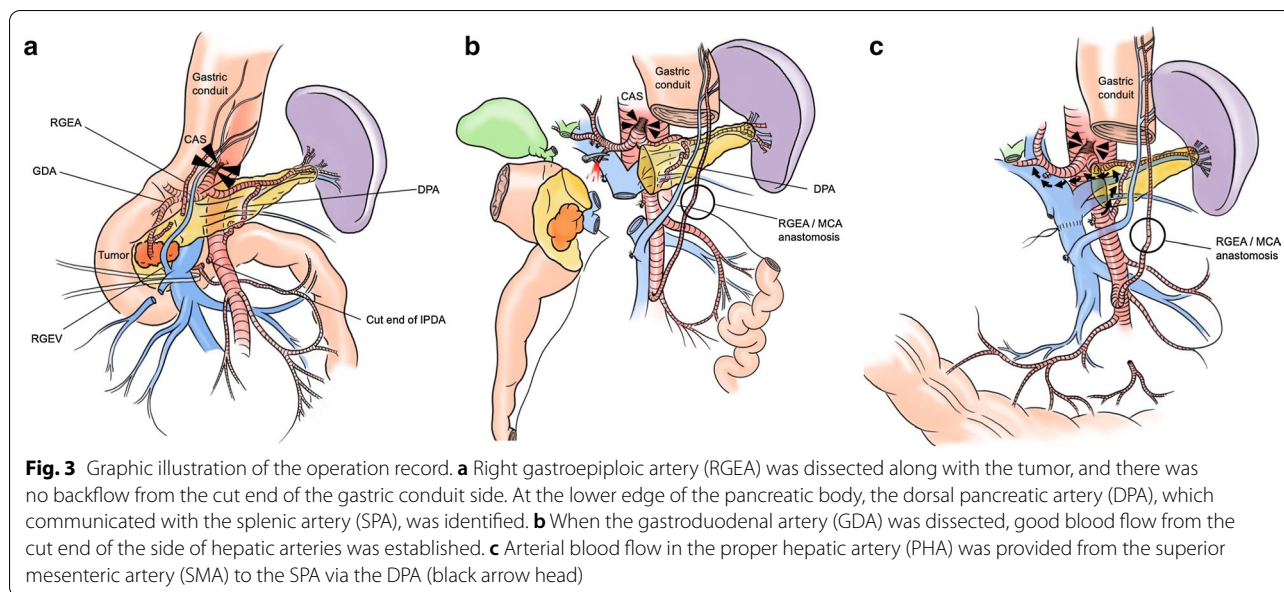 a
Gastric
conduit
RGEA
CAS
GDA
DPA
Tumor
Cut end of IPDA
RGEV
b
Gastric
conduit
CAS
DPA
RGEA / MCA
anastomosis
c
Gastric
conduit
RGEA / MCA
anastomosis
Fig. 3 Graphic illustration of the operation record. a Right gastroepiploic artery (RGEA) was dissected along with the tumor, and there was
no backflow from the cut end of the gastric conduit side. At the lower edge of the pancreatic body, the dorsal pancreatic artery (DPA), which
communicated with the splenic artery (SPA), was identified. b When the gastroduodenal artery (GDA) was dissected, good blood flow from the
cut end of the side of hepatic arteries was established. c Arterial blood flow in the proper hepatic artery (PHA) was provided from the superior
mesenteric artery (SMA) to the SPA via the DPA (black arrow head)